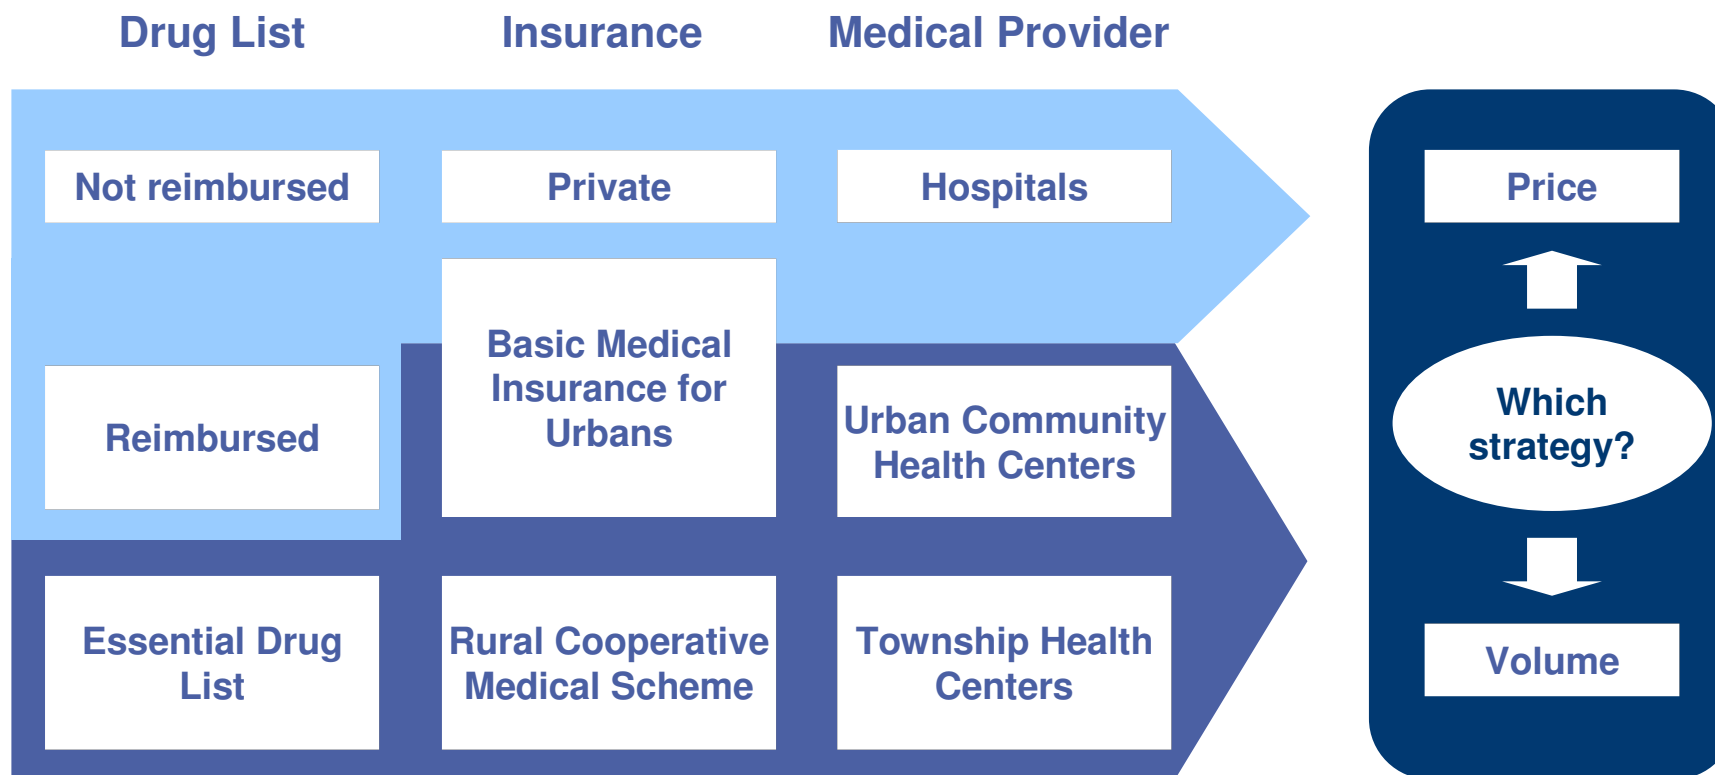 Drug List
Insurance
Medical Provider
Not reimbursed
Private
Hospitals
Price
Reimbursed
Basic Medical
Insurance for
Urbans
Urban Community
Health Centers
Which
strategy?
Essential Drug
List
Rural Cooperative
Medical Scheme
Township Health
Centers
Volume